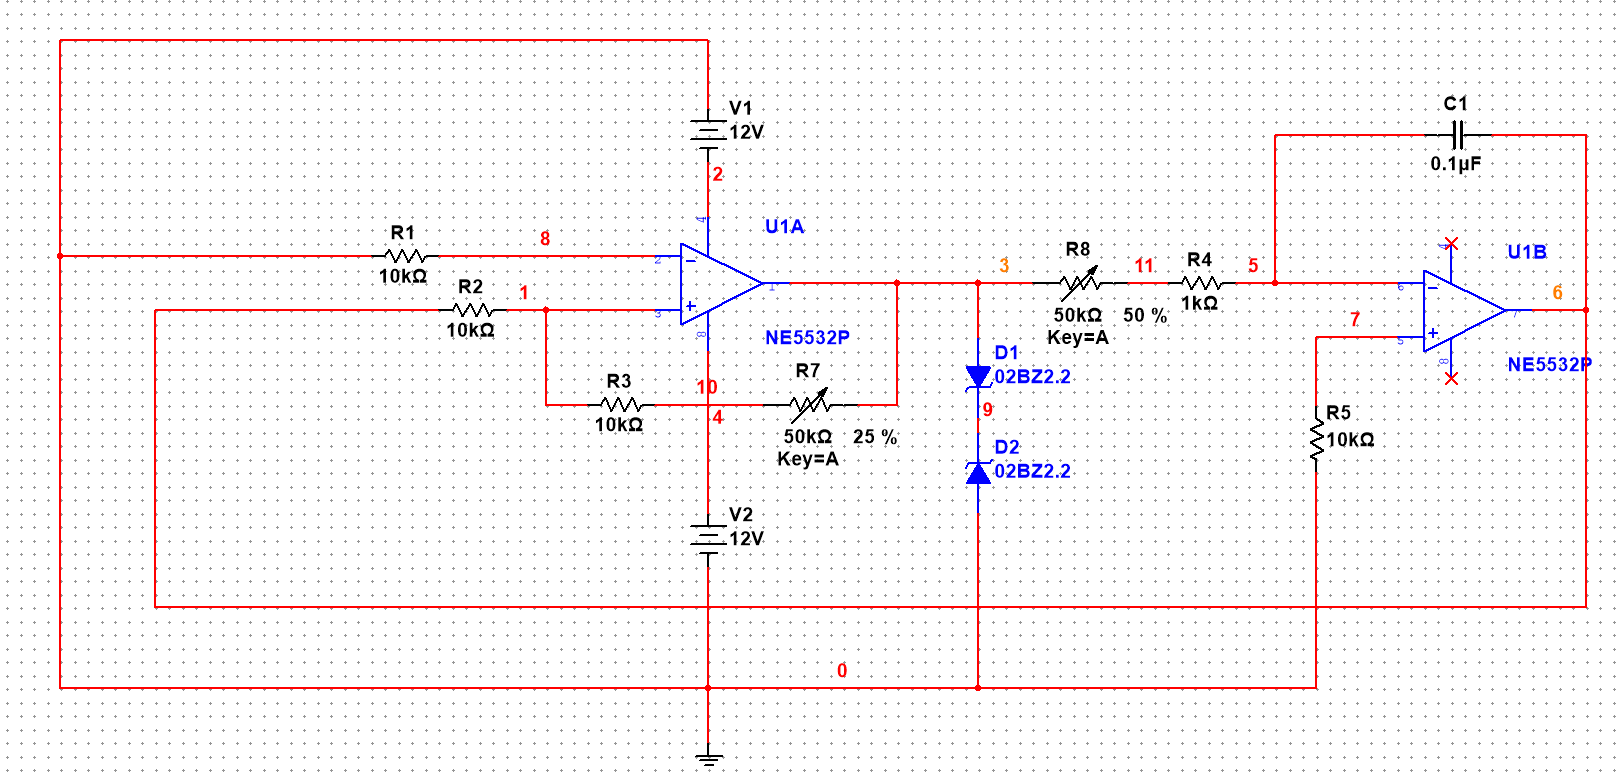 V1
12V
2
4
U1A
R1
10kΩ
8
2
1
R2
10kΩ
1
3
8
NE5532P
R3
10kΩ
10
4
R7
50kΩ 25 %
Key=A
V2
12V
3
D1
02BZ2.2
9
D2
02BZ2.2
R8
50kΩ 50 %
Key=A
11
R4
1kΩ
5
C1
0.1µF
4
U1B
6
6
7
7
5
8
NE5532P
R5
10kΩ
0